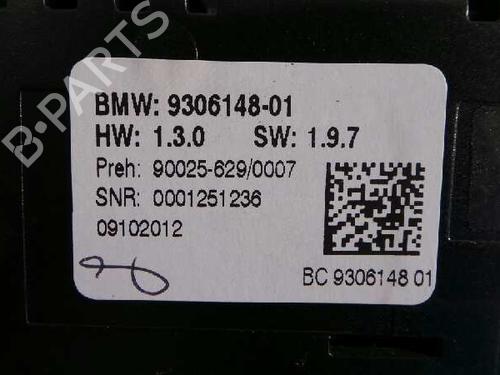 B-PARTS
BMW: 9306148-01
HW: 1.3.0 SW: 1.9.7
Preh: 90025-629/0007
SNR: 0001251236
09102012
BC 9306148 01